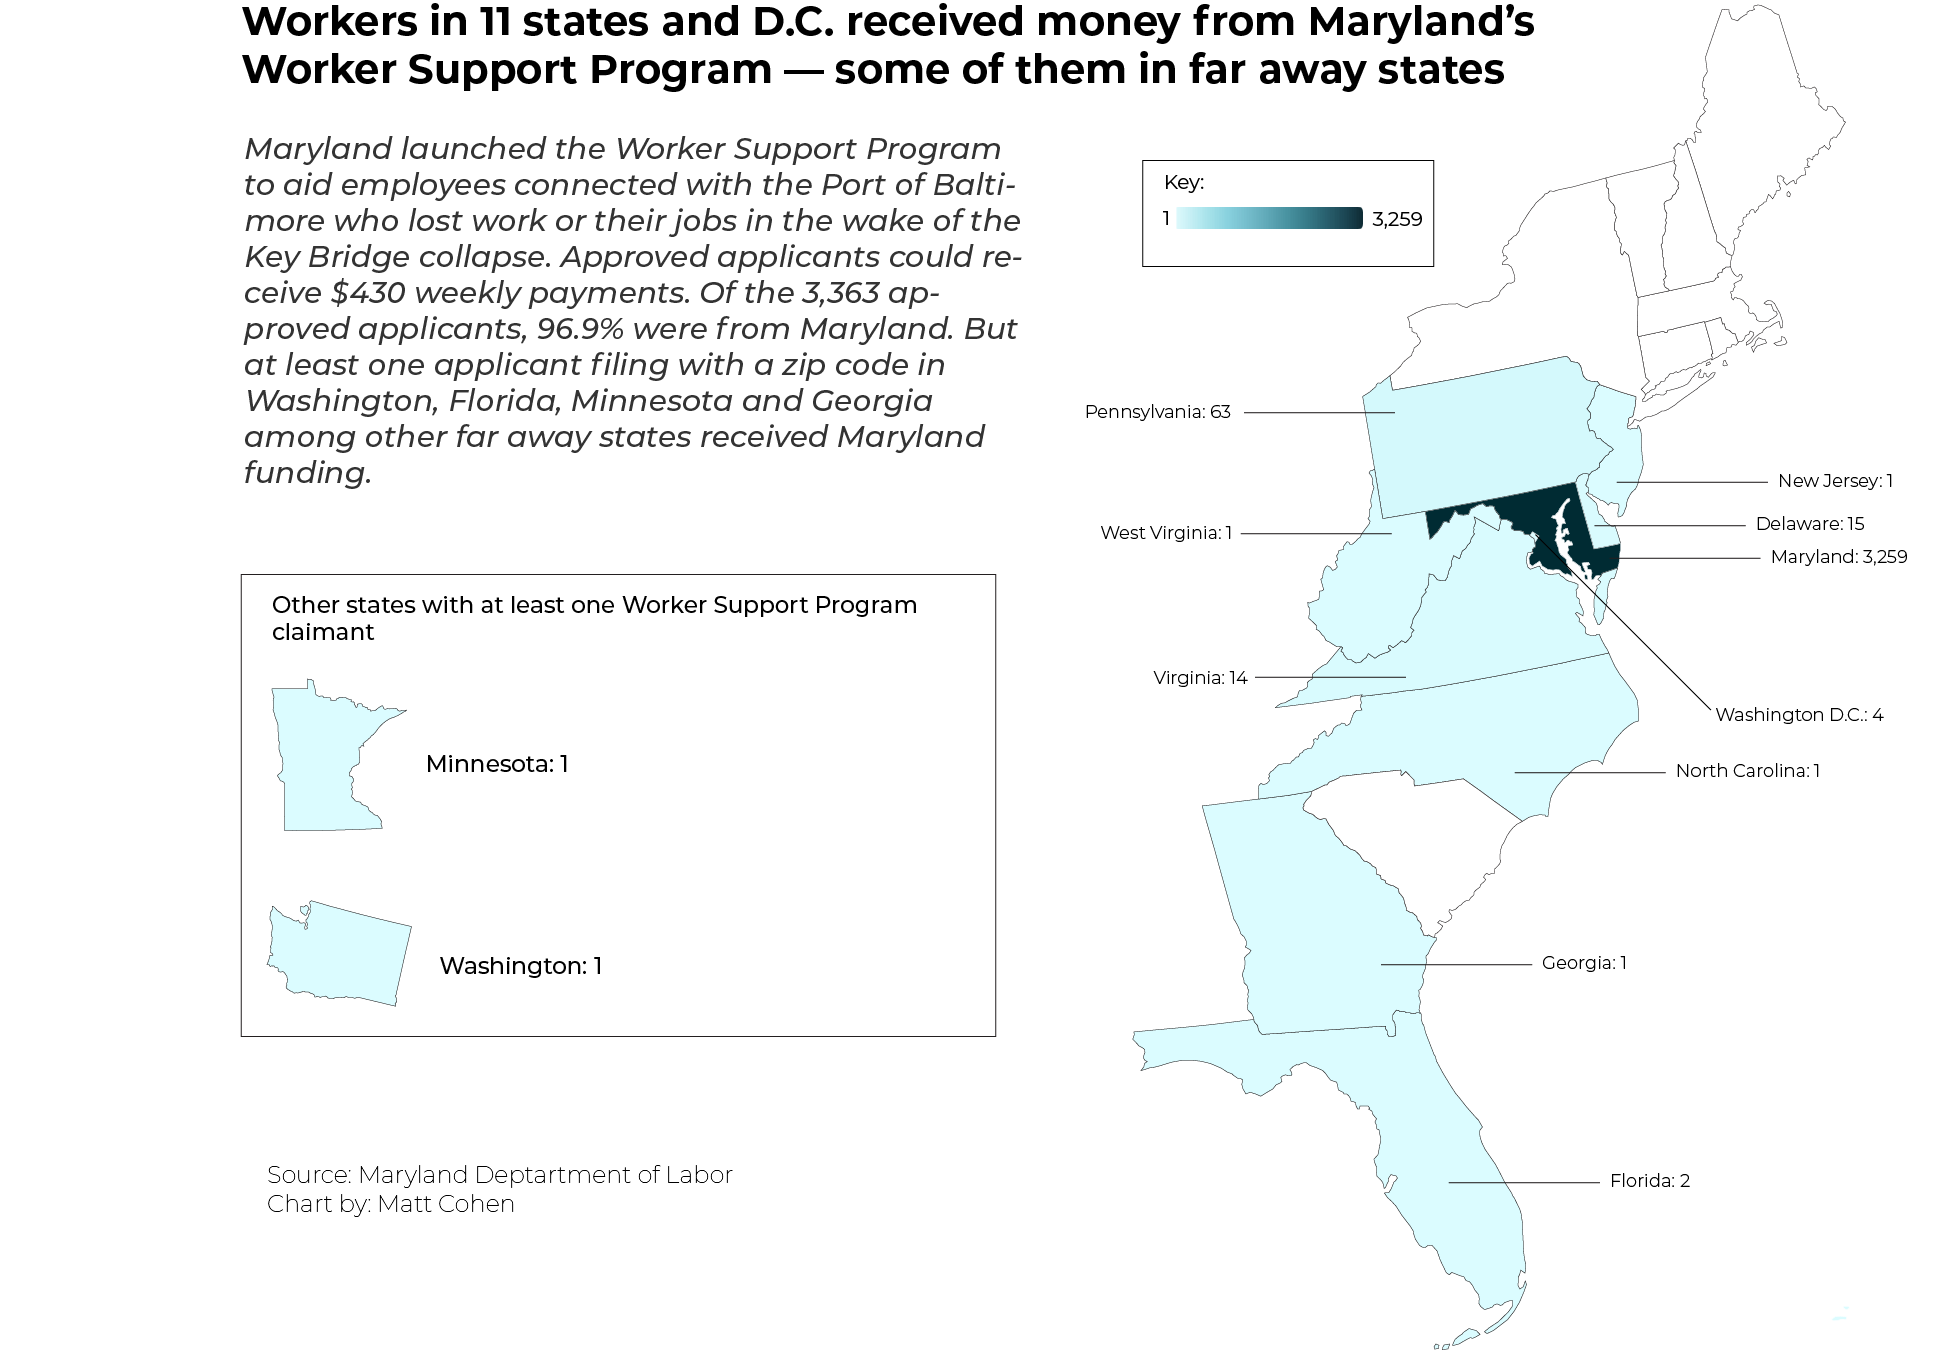 Workers in 11 states and D.C. received money from Maryland’s
Worker Support Program — some of them in far away states
Maryland launched the Worker Support Program
to aid employees connected with the Port of Balti-
more who lost work or their jobs in the wake of the
Key Bridge collapse. Approved applicants could re-
ceive $430 weekly payments. Of the 3,363 ap-
proved applicants, 96.9% were from Maryland. But
at least one applicant filing with a zip code in
Washington, Florida, Minnesota and Georgia
among other far away states received Maryland
funding.
Key:
1 3,259
Pennsylvania: 63
New Jersey: 1
Delaware: 15
West Virginia: 1
Maryland: 3,259
Virginia: 14
Washington D.C.: 4
North Carolina: 1
Georgia: 1
Florida: 2
Other states with at least one Worker Support Program
claimant
Minnesota: 1
Washington: 1
Source: Maryland Deptartment of Labor
Chart by: Matt Cohen